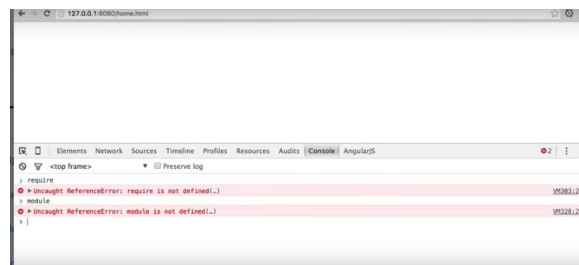 127.0.0.1:8080/home.html
Elements Network Sources Timeline Profiles Resources Audits Console AngularJS 2
<top frame> Preserve log
> require
Uncaught ReferenceError: require is not defined(…) VM303:2
> module
Uncaught ReferenceError: module is not defined(…) VM328:2
>